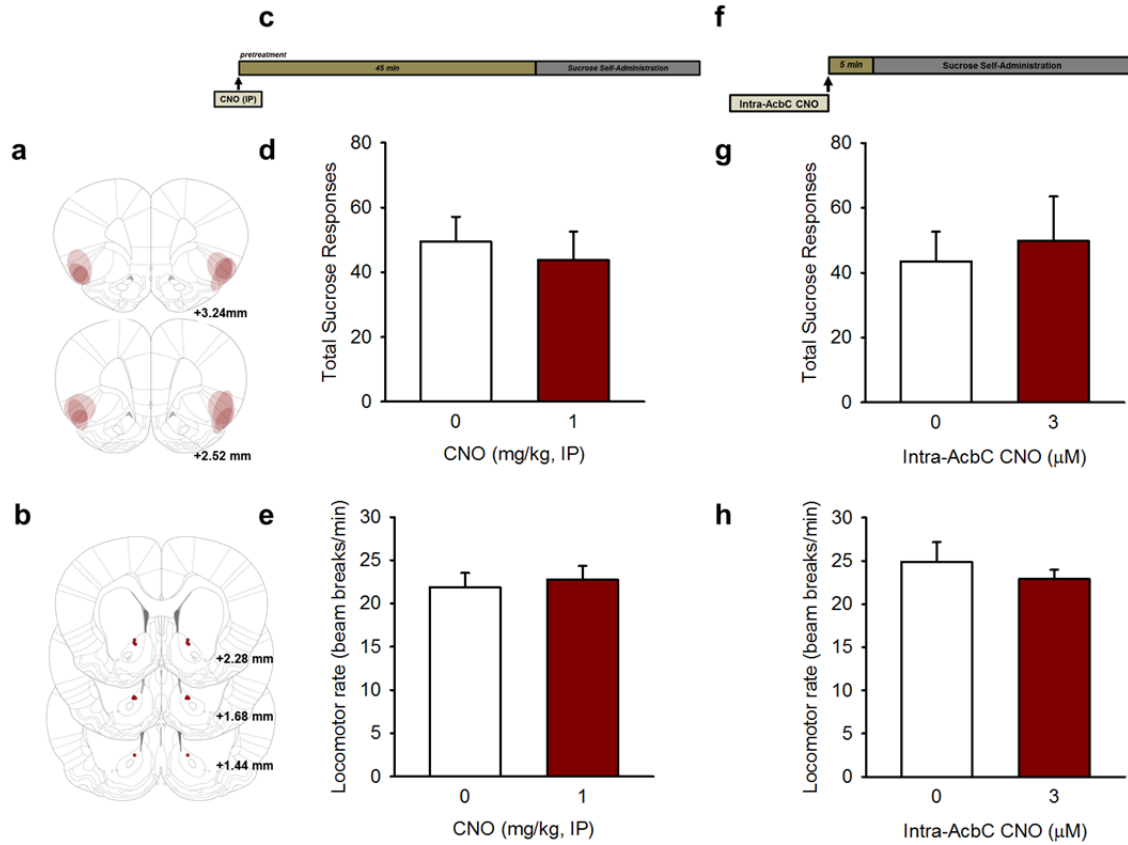 c
pretreatment
45 min
Sucrose Self-Administration
CNO (IP)
f
5 min
Sucrose Self-Administration
Intra-AcbC CNO
a
+3.24mm
+2.52 mm
b
+2.28 mm
+1.68 mm
+1.44 mm
d
Total Sucrose Responses
80
60
40
20
0
0 1
CNO (mg/kg, IP)
e
Locomotor rate (beam breaks/min)
30
25
20
15
10
5
0
0 1
CNO (mg/kg, IP)
g
Total Sucrose Responses
80
60
40
20
0
0 3
Intra-AcbC CNO (μM)
h
Locomotor rate (beam breaks/min)
30
25
20
15
10
5
0
0 3
Intra-AcbC CNO (μM)